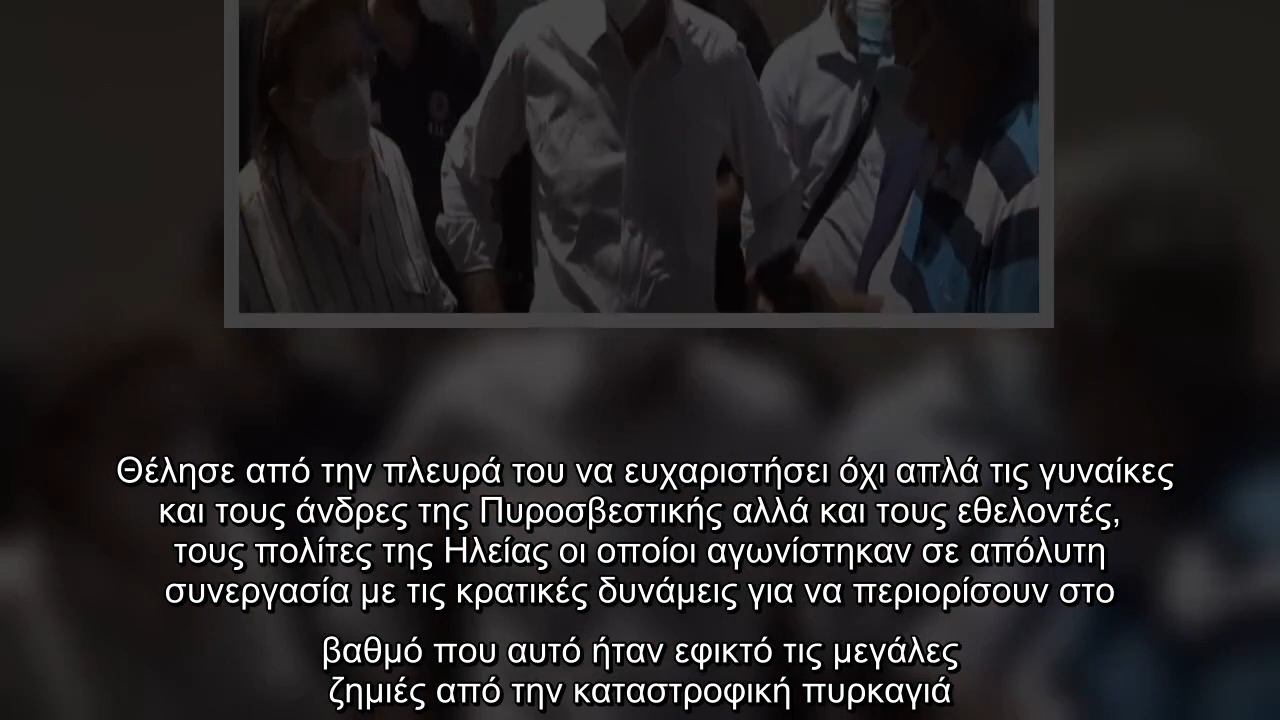 Θέλησε από την πλευρά του να ευχαριστήσει όχι απλά τις γυναίκες
και τους άνδρες της Πυροσβεστικής αλλά και τους εθελοντές,
τους πολίτες της Ηλείας οι οποίοι αγωνίστηκαν σε απόλυτη
συνεργασία με τις κρατικές δυνάμεις για να περιορίσουν στο
βαθμό που αυτό ήταν εφικτό τις μεγάλες
ζημιές από την καταστροφική πυρκαγιά